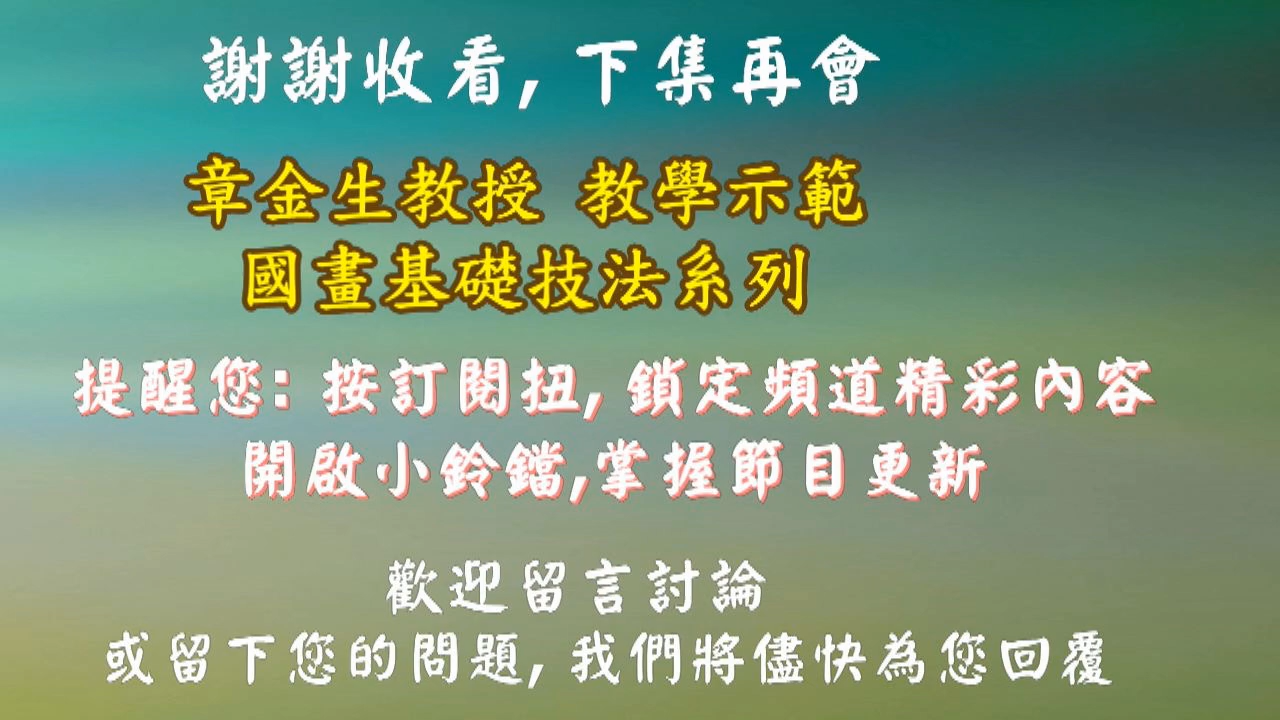 謝謝收看, 下集再會
章金生教授 教學示範
國畫基礎技法系列
提醒您: 按訂閱扭, 鎖定頻道精彩內容
開啟小鈴鐺,掌握節目更新
歡迎留言討論
或留下您的問題, 我們將儘快為您回覆